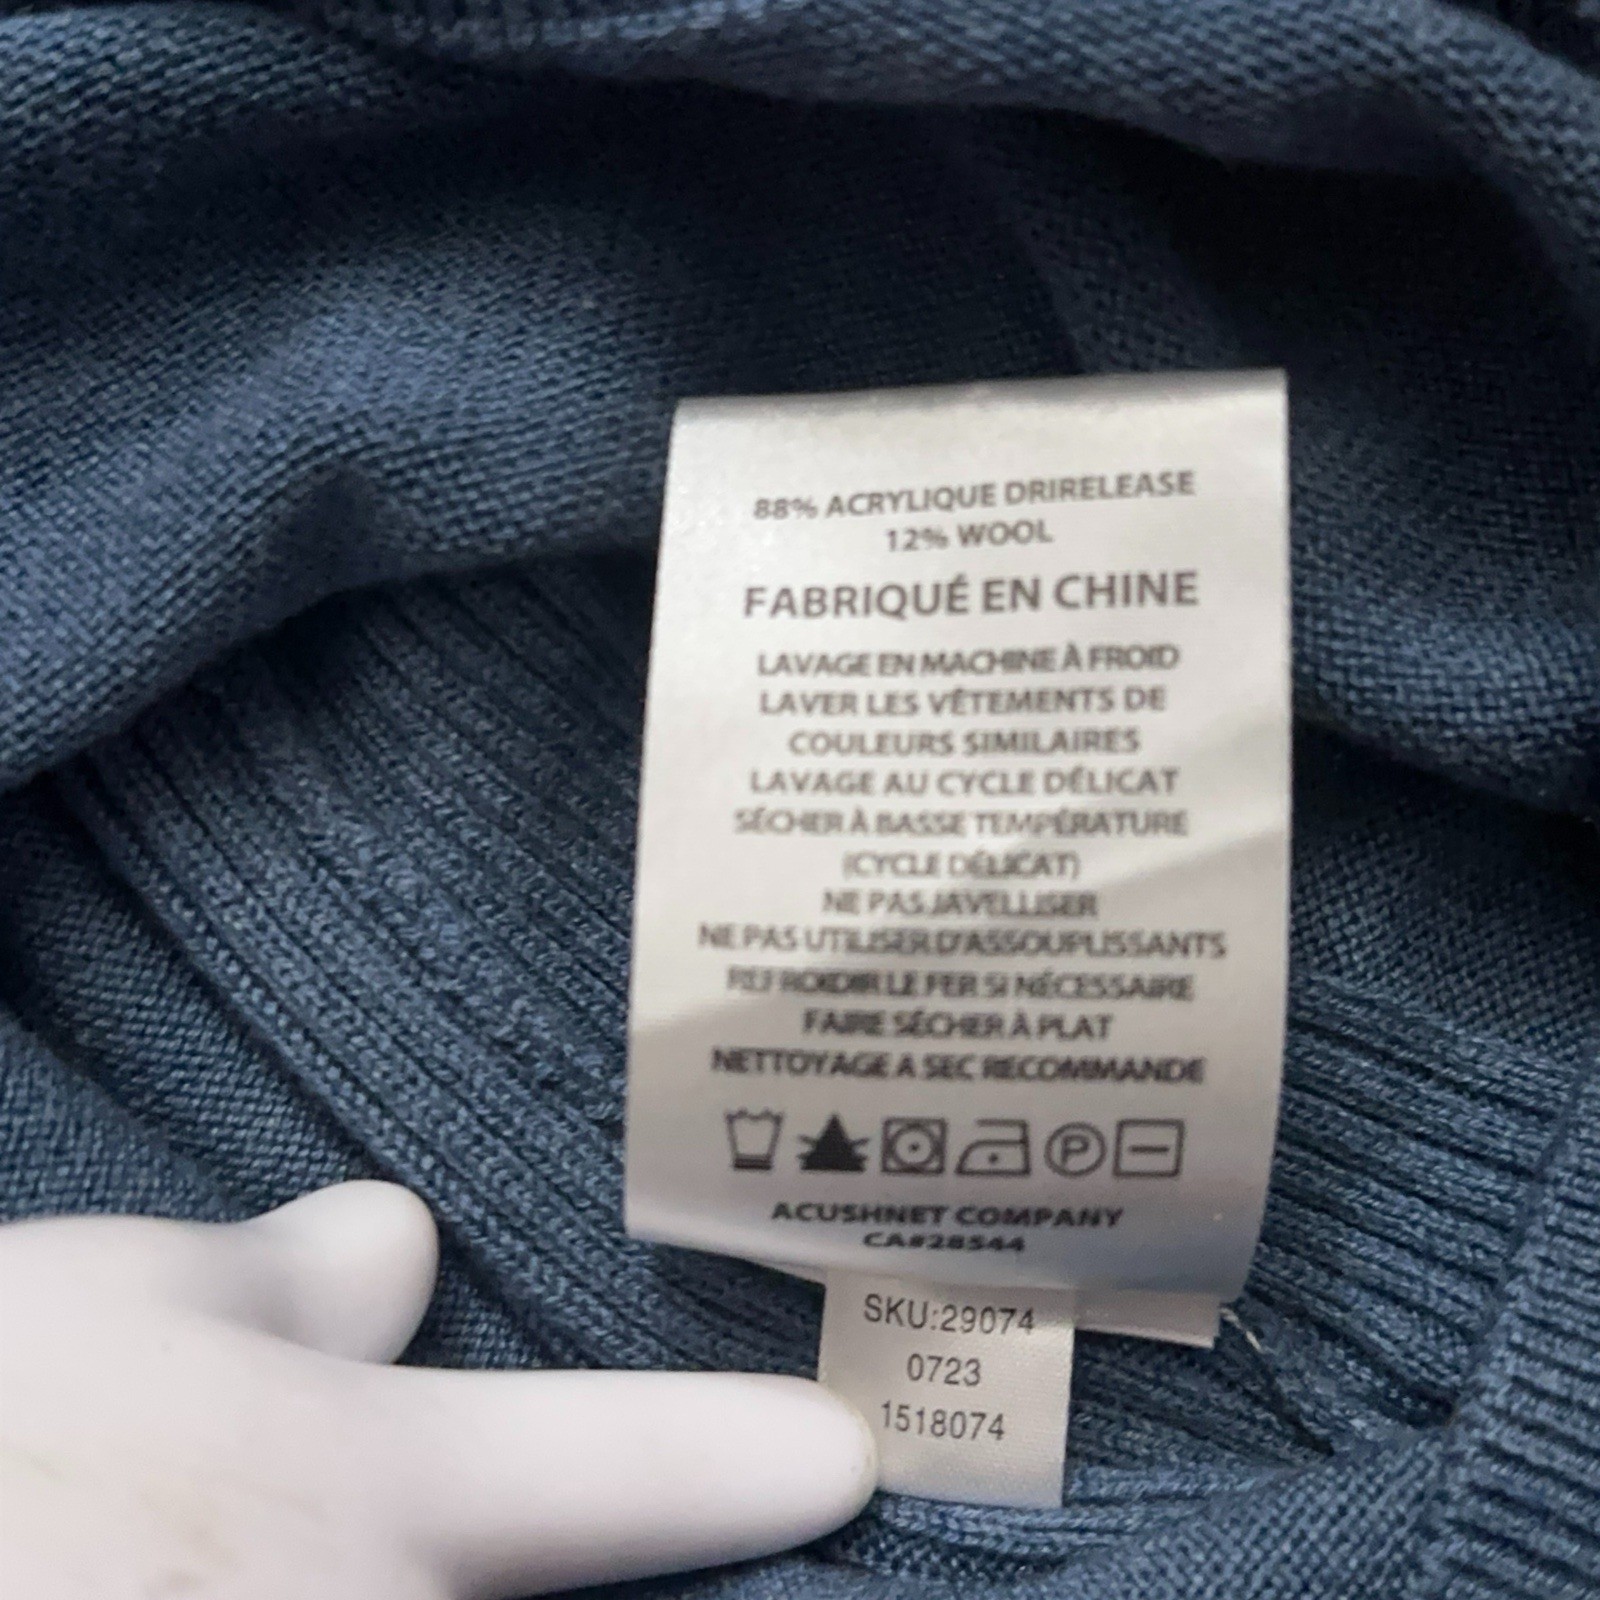 88% ACRYLIQUE DRIRELEASE
12% WOOL
FABRIQUÉ EN CHINE
LAVAGE EN MACHINE À FROID
LAVER LES VÊTEMENTS DE
COULEURS SIMILAIRES
LAVAGE AU CYCLE DÉLICAT
SÉCHER À BASSE TEMPÉRATURE
(CYCLE DÉLICAT)
NE PAS JAVELLISER
NE PAS UTILISER D'ASSOUPLISSANTS
REFROIDIR LE FER SI NÉCESSAIRE
FAIRE SÉCHER À PLAT
NETTOYAGE A SEC RECOMMANDE
P
ACUSHNET COMPANY
CA#28544
SKU:29074
0723
1518074